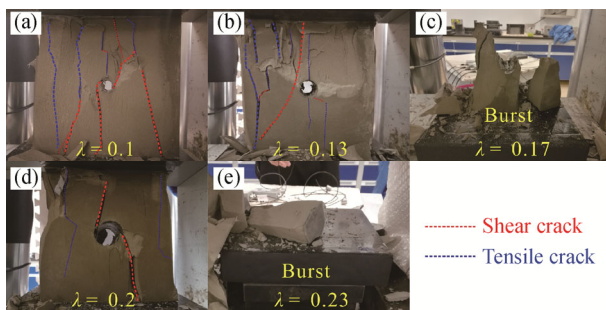 (a)
λ = 0.1
(b)
λ = 0.13
(c)
Burst
λ = 0.17
(d)
λ = 0.2
(e)
Burst
λ = 0.23
Shear crack
Tensile crack